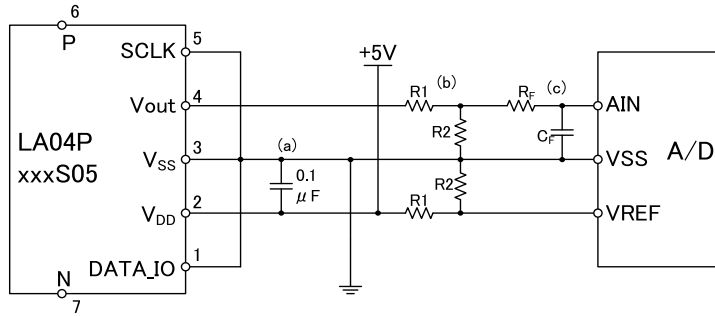 6
P
SCLK
5
+5V
(b)
(c)
Vout
4
R1
RF
AIN
LA04P
xxxS05
R2
CF
(a)
VSS
3
VSS
A/D
0.1
μF
R2
VDD
2
R1
VREF
DATA_IO
1
N
7